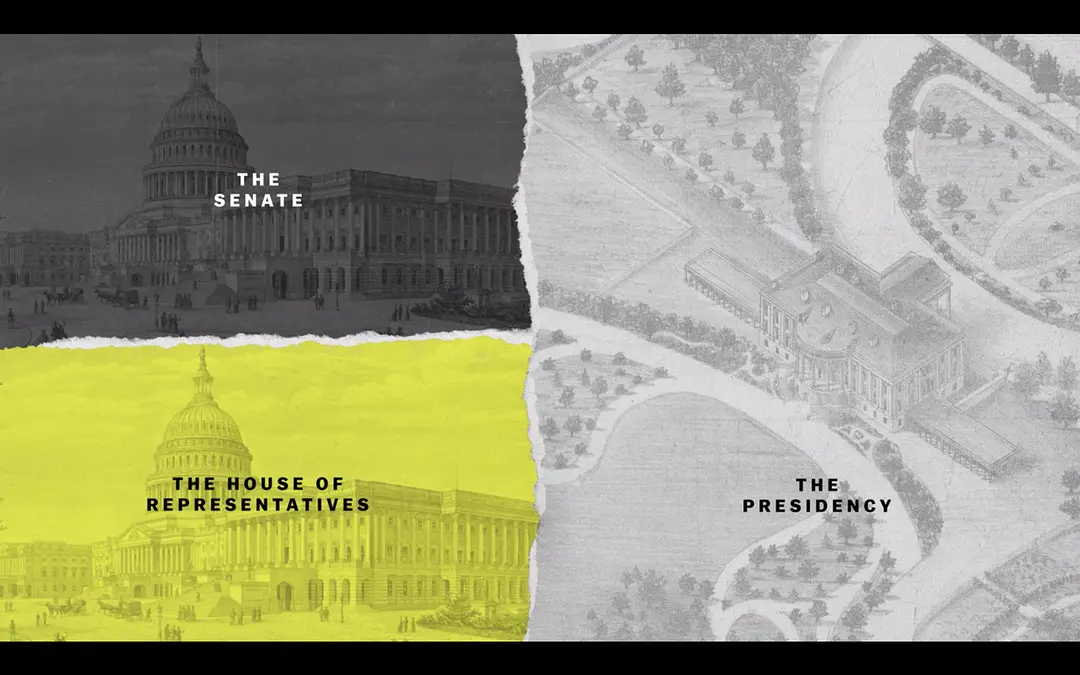 THE
SENATE
THE HOUSE OF
REPRESENTATIVES
THE
PRESIDENCY